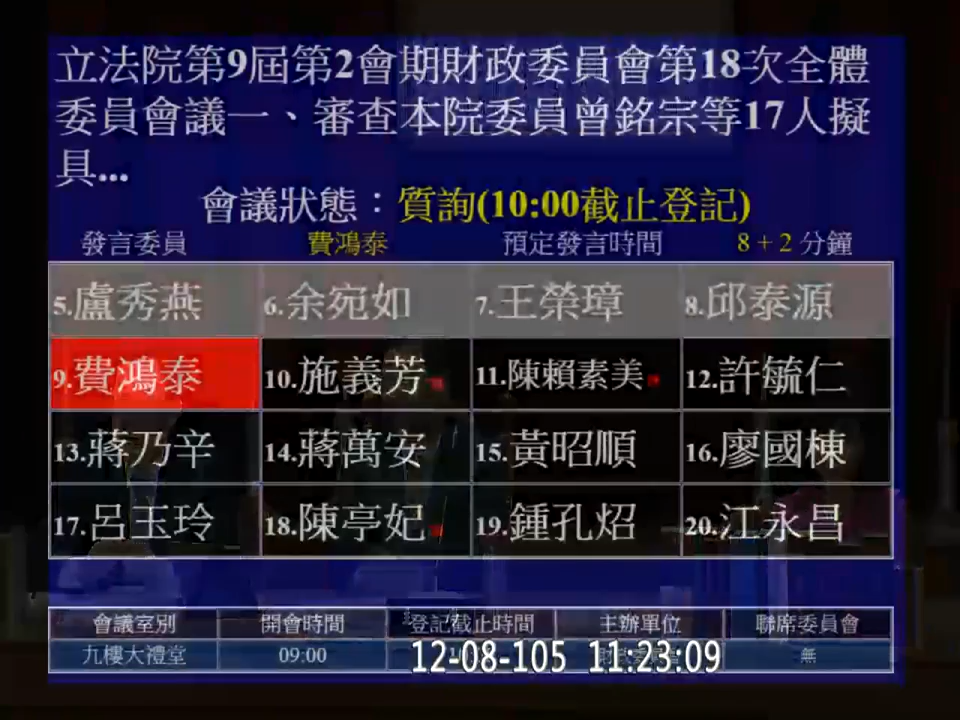 立法院第9屆第2會期財政委員會第18次全體
委員會議一、審查本院委員曾銘宗等17人擬
具...
會議狀態：質詢(10:00截止登記)
發言委員 費鴻泰 預定發言時間 8 + 2 分鐘
5.盧秀燕 6.余宛如 7.王榮璋 8.邱泰源
9.費鴻泰 10.施義芳 11.陳賴素美 12.許毓仁
13.蔣乃辛 14.蔣萬安 15.黃昭順 16.廖國棟
17.呂玉玲 18.陳亭妃 19.鍾孔炤 20.江永昌
會議室別 開會時間 登記截止時間 主辦單位 聯席委員會
九樓大禮堂 09:00 無
12-08-105 11:23:09